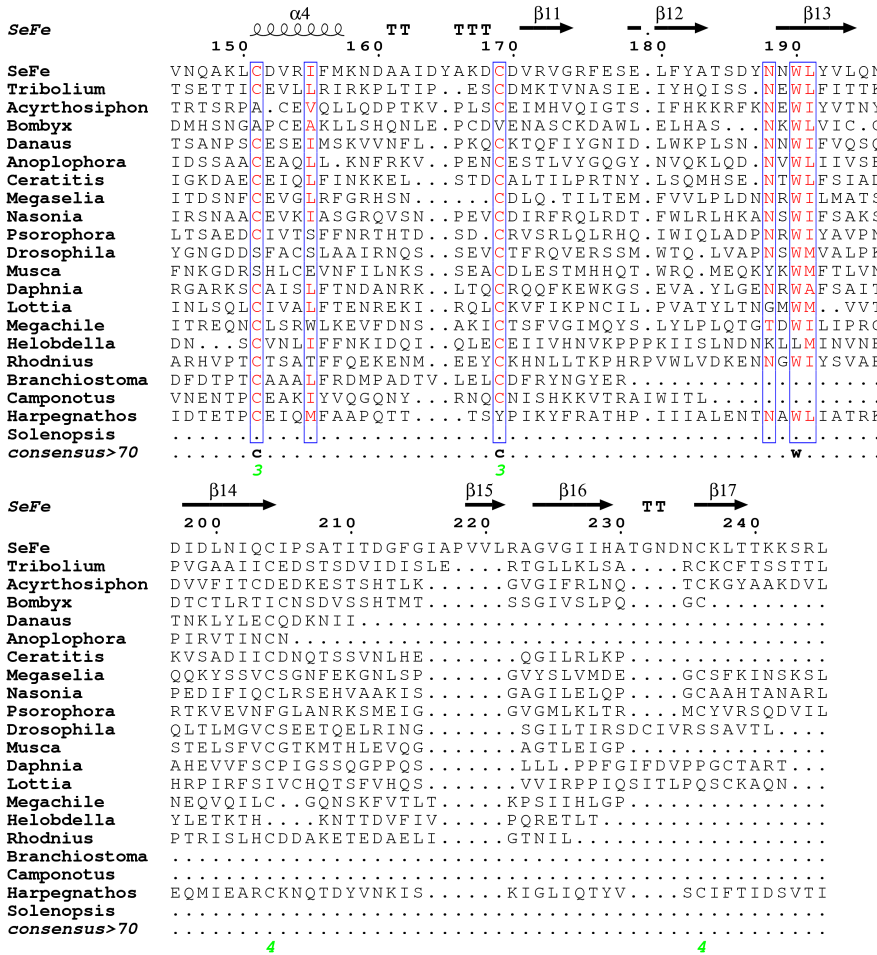 α4 β11 β12 β13
SeFe TT TTT .
150 160 170 180 190
SeFe VNQAKLCDVRIFMKNDAAIDYAKDCDVRVGRFESE.LFYATSDYNNWLYVLQN
Tribolium TSETTICEVLLRIRKPLTIP..ESCDMKTVNASIE.IYHQISSNNEWLFITTK
Acyrthosiphon TRTSRPA.CEVQLLQDPTKVI.PLSCEIMHVQIGTS.IFHKKRFKNEWIYVTNY
Bombyx DMHSNGAPCEAAKLLSHQNLE.PCDVENASCKDAWL.ELHAS...NKWLVIC.C
Danaus TSANPSCESEIMSKVVNFL..PKQCKTQFIYGNID.LWKPLSN.NNWIFVQSQ
Anoplophora IDSSAACEAQLL.KNFRKV..PENCESTLVYGQGY.NVQKLQD.NVWLIIVSE
Ceratitis IGKDAECEIQLFINKKEL...STDCALTILPRTNY.LSQMHSE.NTWLFSIAD
Megaselia ITDSNFCEVGLRFGRHSN......CDLQ.TILTEM.FVVLPLDNNRWILMATS
Nasonia IRSNAACEVKIASGRQVSN..PEVCDIRFRQLRDT.FWLRLHKANSWIFSAKS
Psorophora LTSAEDCIVTSFFNRTHTD..SD.CRVSRLQLRHQ.IWIQLADPNRWIYAVPN
Drosophila YGNGDDSFACSLAAIRNQS..SEVCTFRQVERSSM.WTQ.LVAPNSWMVALPK
Musca FNKGDRSHLCEVNFILNKS..SEACDLESTMHHQT.WRQ.MEQKYKWMFTLVN
Daphnia RGARKSCAISLFTNDANRK..LTQCRQQFKEWKGS.EVA.YLGENRWAFSAIT
Lottia INLSQLCIVALFTENREKI..RQLCKVFIKPNCIL.PVATYLTNGMWM..VVT
Megachile ITREQNCLSRWLKEVFDNS..AKICTSFVGIMQYS.LYLPLQTGTDWILIPRG
Helobdella DN...SCVNLIFFNKIDQI..QLECEIIVHNVKPPPIISLNDNKLLMINVNE
Rhodnius ARHVPTCTSATFFQEKENM..EEYCKHNLLTKPHRPVWLVDKENNGWIYSVAE
Branchiostoma DFDTPTCAAALFRDMPADTV.LELCDFRYNGYER...................
Camponotus VNENTPCEAKIYVQGQNY...RNQCNISHKKVTRAIWITL.............
Harpegnathos IDTETPCEIQMFAAPQTT...TSYPIKYFRATHP.IIIALENTNAWLIATRK
Solenopsis .....................................................
consensus>70 ......c.................c.....................w......
3 3
β14 β15 β16 β17
SeFe TT
200 210 220 230 240
SeFe DIDLNIQCIPSATITDGFGIAPVVLRAGVGIIHATGNDNCKLTTKKSRL
Tribolium PVGAAIICEDSTSDVIDISLE....RTGLLKLSA....RCKCFTSSTTL
Acyrthosiphon DVVFITCDEDKESTSHTLK......GVGIFRLNQ....TCKGYAAKDVL
Bombyx DTCTLRTICNSDVSSHTMT......SSGIVSLPQ....GC.........
Danaus TNKLYLECQDKNII...................................
Anoplophora PIRVTINCN........................................
Ceratitis KVSADIICDNQTSSVNLHE.......QGILRLKP...............
Megaselia QQKYSSVCSGNFEKGNLSP......GVYSLVMDE....GCSFKINSKSL
Nasonia PEDIFIQCLRSEHVAAKIS......GAGILELQP....GCAAHTANARL
Psorophora RTKVEVNFGLANRKSMEIG......GVGMLKLTR....MCYVRSQDVIL
Drosophila QLTLMGVCSEETQELRNIG.......SGILTIRSDCIVRSSAVTL....
Musca STELSFVCGTKMTHLEVQG.......AGTLEIGP...............
Daphnia AHEVVFSCPIGSSQGPPQS.......LLL.PPFGIFDVPPGCTART...
Lottia HRPIRFSIVCHQTSFVHQS.......VVIRPPIQSITLPQSCKAQN...
Megachile NEQVQILC..GQNSKFVTLT.....KPSIIHLGP...............
Helobdella YLETKTH...KNTTDVFIV......PQRETLT.................
Rhodnius PTRISLHCDDAKETEDAELI.....GTNIL...................
Branchiostoma .................................................
Camponotus .................................................
Harpegnathos EQMIEARCKNQTDYVNKIS......KIGLIQTYV.....SCIFTIDSVTI
Solenopsis .................................................
consensus>70 .................................................
4 4